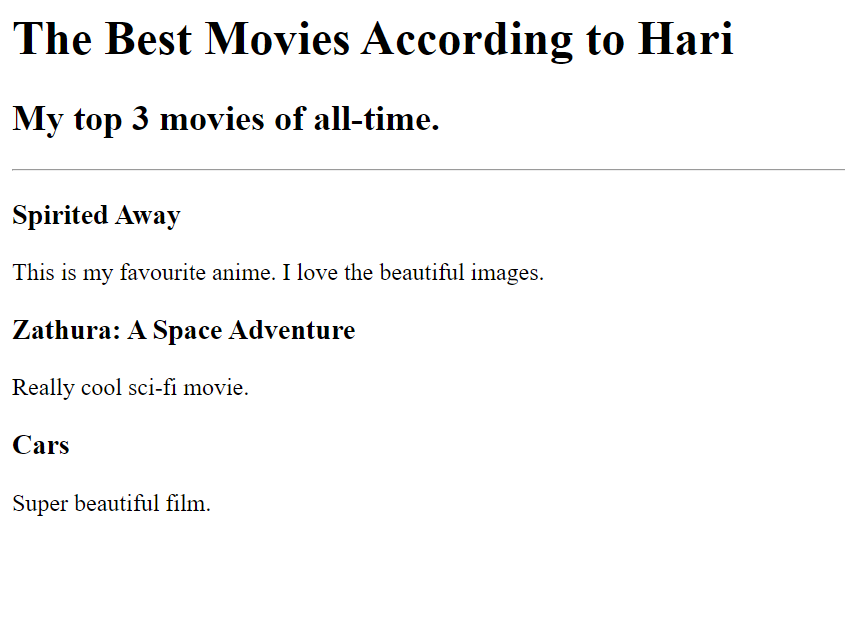 The Best Movies According to Hari
My top 3 movies of all-time.
Spirited Away
This is my favourite anime. I love the beautiful images.
Zathura: A Space Adventure
Really cool sci-fi movie.
Cars
Super beautiful film.